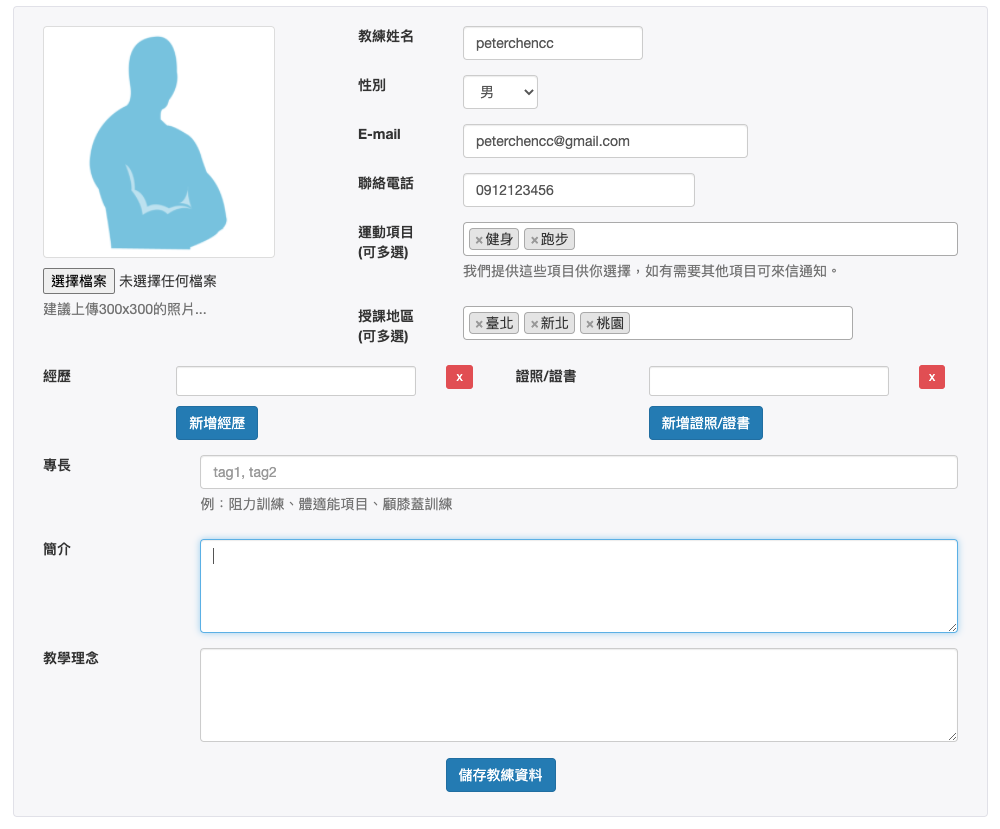 教練姓名
peterchencc
性別
男
E-mail
peterchencc@gmail.com
聯絡電話
0912123456
運動項目
(可多選)
×健身 ×跑步
我們提供這些項目供你選擇，如有需要其他項目可來信通知。
選擇檔案 未選擇任何檔案
建議上傳300x300的照片...
授課地區
(可多選)
×臺北 ×新北 ×桃園
經歷
x
新增經歷
證照/證書
x
新增證照/證書
專長
tag1, tag2
例：阻力訓練、體適能項目、顧膝蓋訓練
簡介
教學理念
儲存教練資料